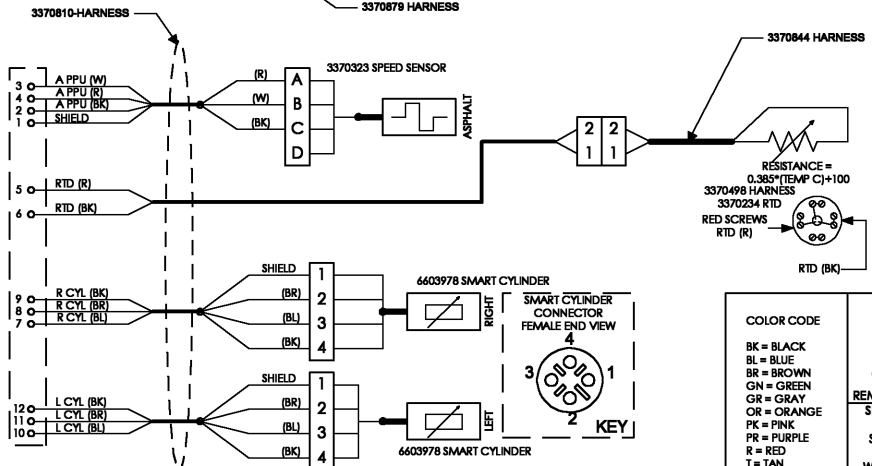 3370879 HARNESS
3370810-HARNESS
3370844 HARNESS
3 A PPU (W)
4 A PPU (R)
2 A PPU (BK)
1 SHIELD
(R) A
(W) B
(BK) C
D
3370323 SPEED SENSOR
ASPHALT
2 2
1 1
RESISTANCE =
0.385*(TEMP C)+100
3370498 HARNESS
3370234 RTD
RED SCREWS
RTD (R)
RTD (BK)
5 RTD (R)
6 RTD (BK)
9 R CYL (BK)
8 R CYL (BR)
7 R CYL (BL)
SHIELD 1
(BR) 2
(BL) 3
(BK) 4
6603978 SMART CYLINDER
RIGHT
12 L CYL (BK)
11 L CYL (BR)
10 L CYL (BL)
SHIELD 1
(BR) 2
(BL) 3
(BK) 4
LEFT
6603978 SMART CYLINDER
SMART CYLINDER
CONNECTOR
FEMALE END VIEW
4
3 1
2
KEY
COLOR CODE
BK = BLACK
BL = BLUE
BR = BROWN
GN = GREEN
GR = GRAY
OR = ORANGE
PK = PINK
PR = PURPLE
R = RED
T = TAN